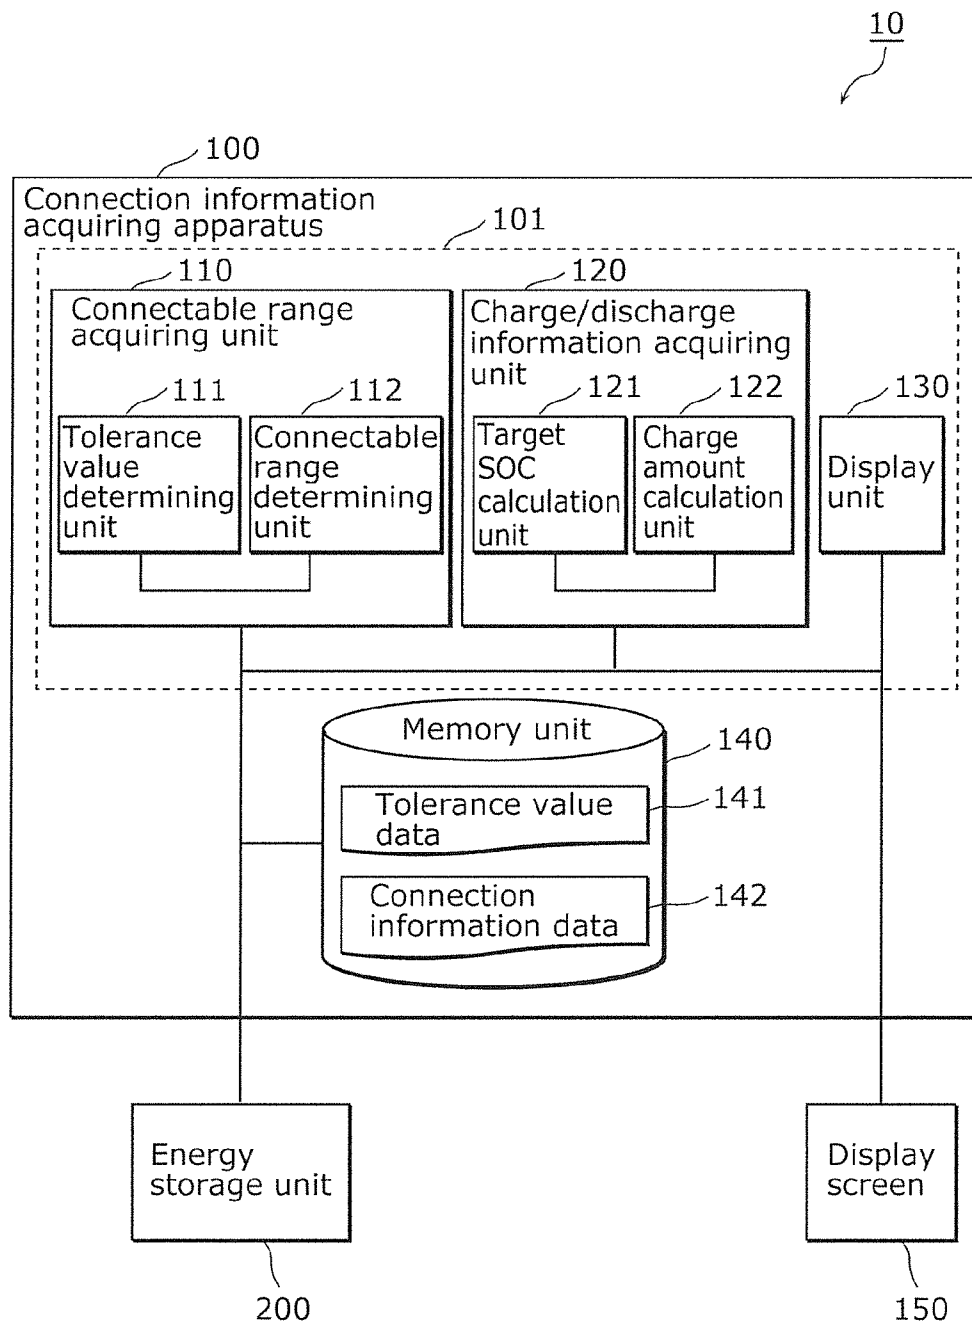 10
100
Connection information
acquiring apparatus
101
110
Connectable range
acquiring unit
111
Tolerance
value
determining
unit
112
Connectable
range
determining
unit
120
Charge/discharge
information acquiring
unit
121
Target
SOC
calculation
unit
122
Charge
amount
calculation
unit
130
Display
unit
Memory unit
140
Tolerance value
data
141
Connection
information data
142
Energy
storage unit
200
Display
screen
150